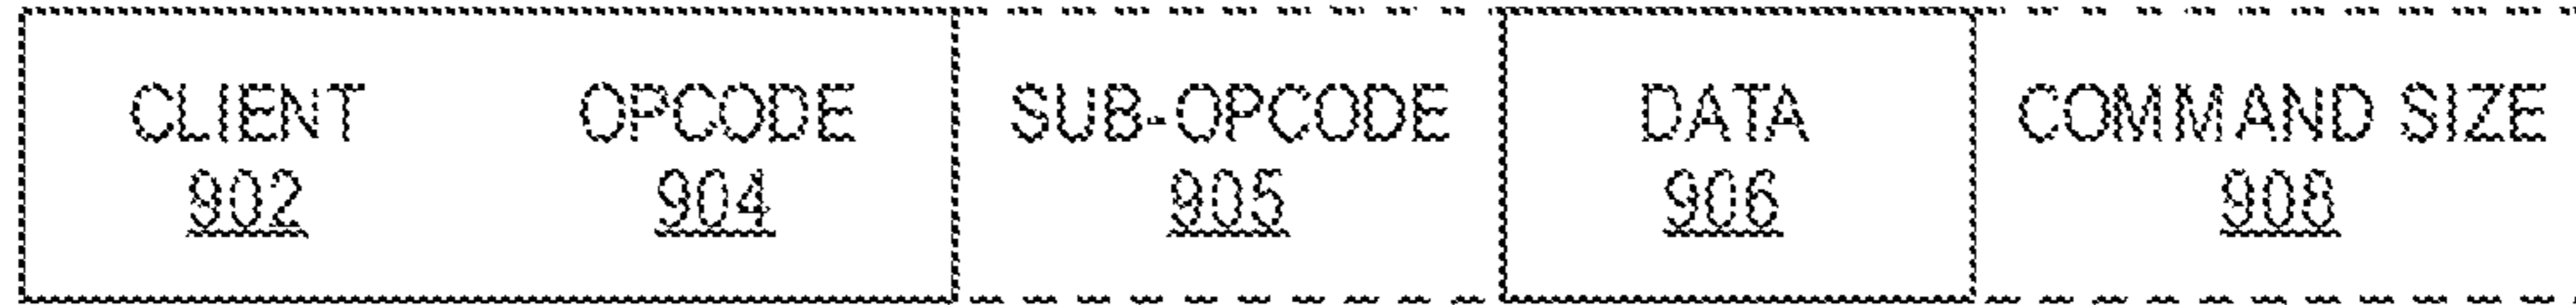 CLIENT OPCODE SUB-OPCODE DATA COMMAND SIZE
902 904 905 906 908